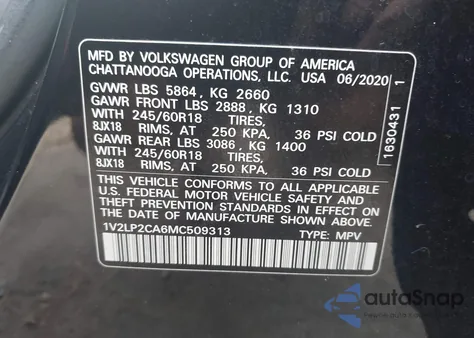 MFD BY VOLKSWAGEN GROUP OF AMERICA
CHATTANOOGA OPERATIONS, LLC. USA 06/2020
GVWR LBS 5864, KG 2660
GAWR FRONT LBS 2888, KG 1310
WITH 245/60R18 TIRES,
8JX18 RIMS, AT 250 KPA, 36 PSI COLD
GAWR REAR LBS 3086, KG 1400
WITH 245/60R18 TIRES,
8JX18 RIMS, AT 250 KPA, 36 PSI COLD
THIS VEHICLE CONFORMS TO ALL APPLICABLE
U.S. FEDERAL MOTOR VEHICLE SAFETY AND
THEFT PREVENTION STANDARDS IN EFFECT
ON THE DATE OF MANUFACTURE SHOWN ABOVE.
1V2LP2CA6MC509313 TYPE: MPV
1630431 1
autoSnap